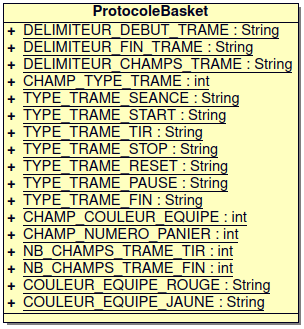 ProtocoleBasket
+ DELIMITEUR_DEBUT_TRAME : String
+ DELIMITEUR_FIN_TRAME : String
+ DELIMITEUR_CHAMPS_TRAME : String
+ CHAMP_TYPE_TRAME : int
+ TYPE_TRAME_SEANCE : String
+ TYPE_TRAME_START : String
+ TYPE_TRAME_TIR : String
+ TYPE_TRAME_STOP : String
+ TYPE_TRAME_RESET : String
+ TYPE_TRAME_PAUSE : String
+ TYPE_TRAME_FIN : String
+ CHAMP_COULEUR_EQUIPE : int
+ CHAMP_NUMERO_PANIER : int
+ NB_CHAMPS_TRAME_TIR : int
+ NB_CHAMPS_TRAME_FIN : int
+ COULEUR_EQUIPE_ROUGE : String
+ COULEUR_EQUIPE_JAUNE : String